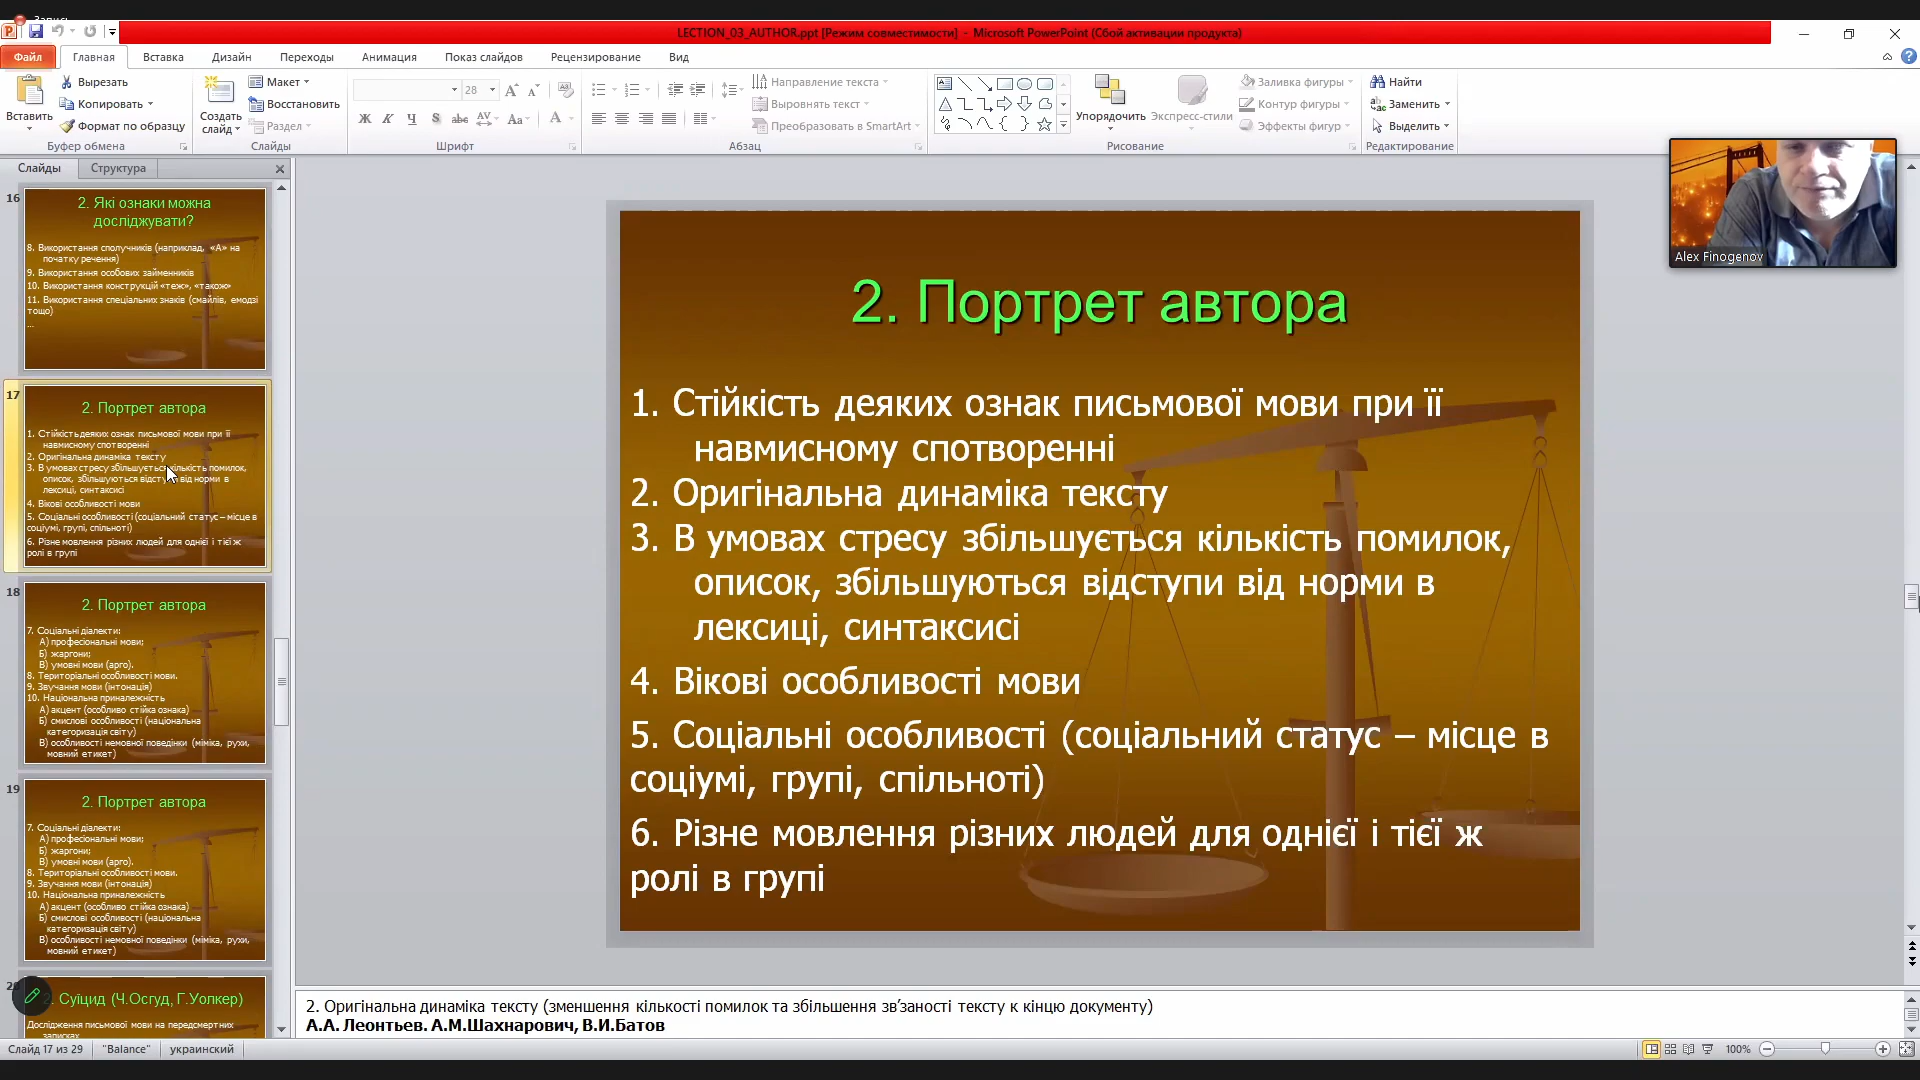 Запись
LECTION_03_AUTHOR.ppt [Режим совместимости] – Microsoft PowerPoint (Сбой активации продукта)
Файл Главная Вставка Дизайн Переходы Анимация Показ слайдов Рецензирование Вид
Вставить
Вырезать
Копировать
Формат по образцу
Буфер обмена
Создать слайд
Макет
Восстановить
Раздел
Слайды
28
Ж К Ч S abc AV Aa A
Шрифт
Направление текста
Выровнять текст
Преобразовать в SmartArt
Абзац
Упорядочить
Экспресс-стили
Заливка фигуры
Контур фигуры
Эффекты фигур
Рисование
Найти
Заменить
Выделить
Редактирование
Слайды Структура
16
2. Які ознаки можна
досліджувати?
8. Використання сполучників (наприклад, «А» на
початку речення)
9. Використання особових займенників
10. Використання конструкцій «теж», «також»
11. Використання спеціальних знаків (смайлів, емодзі
тощо)
...
17
2. Портрет автора
1. Стійкість деяких ознак письмової мови при її
навмисному спотворенні
2. Оригінальна динаміка тексту
3. В умовах стресу збільшується кількість помилок,
описок, збільшуються відступи від норми в
лексиці, синтаксисі
4. Вікові особливості мови
5. Соціальні особливості (соціальний статус – місце в
соціумі, групі, спільноті)
6. Різне мовлення різних людей для однієї і тієї ж
ролі в групі
18
2. Портрет автора
7. Соціальні діалекти:
А) професіональні мови;
Б) жаргони;
В) умовні мови (арго).
8. Територіальні особливості мови.
9. Звучання мови (інтонація)
10. Національна приналежність
А) акцент (особливо стійка ознака)
Б) смислові особливості (національна
категоризація світу)
В) особливості немовної поведінки (міміка, рухи,
мовний етикет)
19
2. Портрет автора
7. Соціальні діалекти:
А) професіональні мови;
Б) жаргони;
В) умовні мови (арго).
8. Територіальні особливості мови.
9. Звучання мови (інтонація)
10. Національна приналежність
А) акцент (особливо стійка ознака)
Б) смислові особливості (національна
категоризація світу)
В) особливості немовної поведінки (міміка, рухи,
мовний етикет)
20
2. Суїцид (Ч.Осгуд, Г.Уолкер)
Дослідження письмової мови на передсмертних
записках
2. Портрет автора
1. Стійкість деяких ознак письмової мови при її
навмисному спотворенні
2. Оригінальна динаміка тексту
3. В умовах стресу збільшується кількість помилок,
описок, збільшуються відступи від норми в
лексиці, синтаксисі
4. Вікові особливості мови
5. Соціальні особливості (соціальний статус – місце в
соціумі, групі, спільноті)
6. Різне мовлення різних людей для однієї і тієї ж
ролі в групі
Alex Finogenov
2. Оригінальна динаміка тексту (зменшення кількості помилок та збільшення зв’заності тексту к кінцю документу)
А.А. Леонтьев. А.М.Шахнарович, В.И.Батов
Слайд 17 из 29 "Balance" украинский 100%